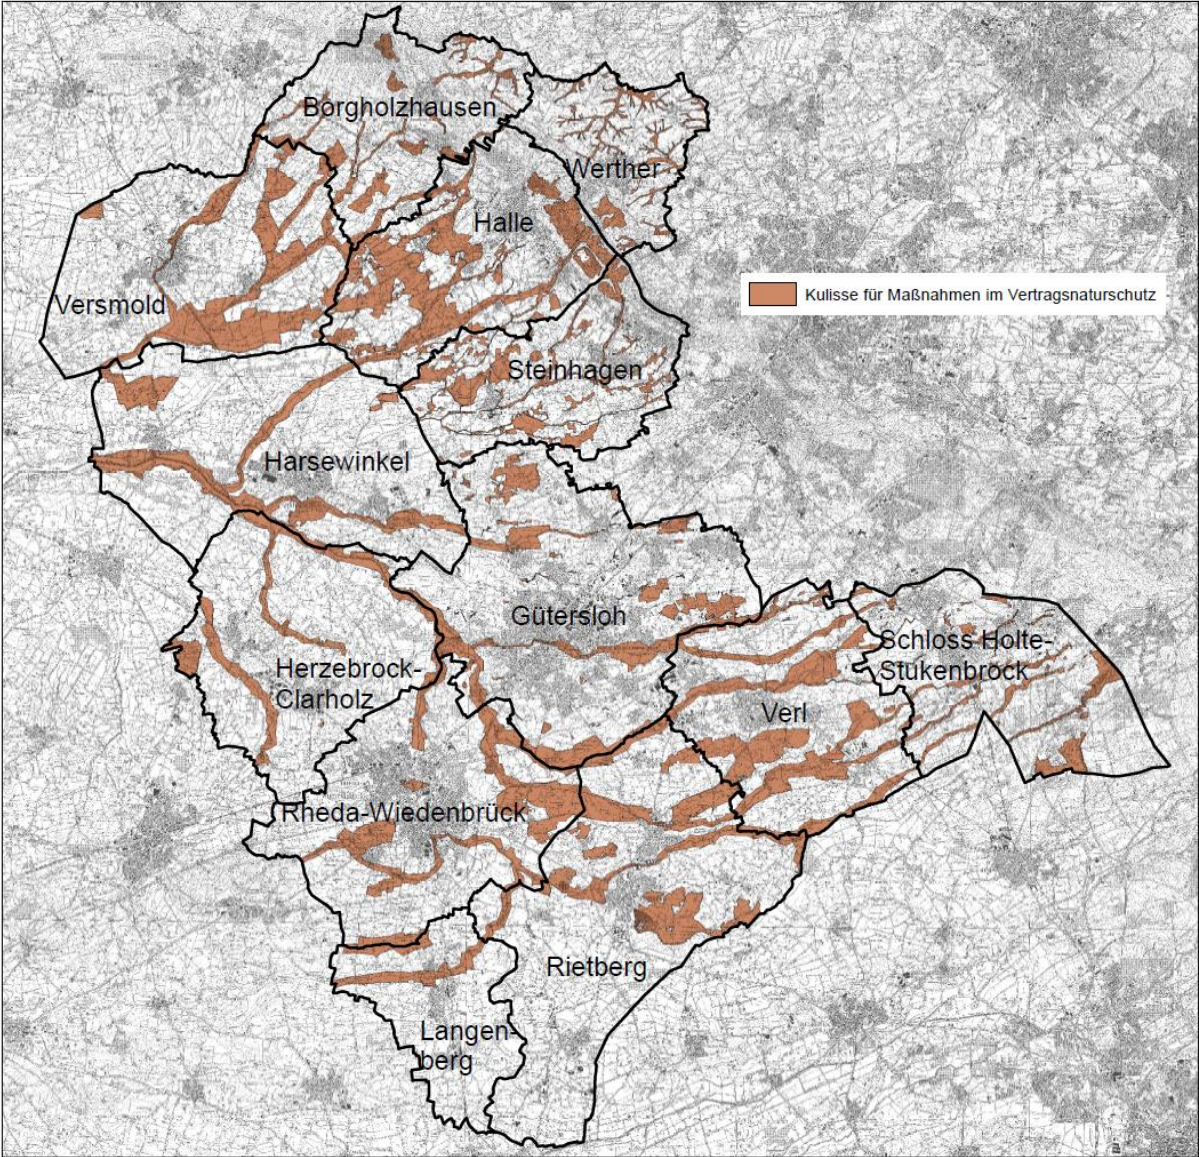 Borgholzhausen
Werther
Halle
Kulisse für Maßnahmen im Vertragsnaturschutz
Versmold
Steinhagen
Harsewinkel
Gütersloh
Schloss Holte-
Stukenbrock
Herzebrock-
Clarholz
Verl
Rheda-Wiedenbrück
Rietberg
Langen-
berg